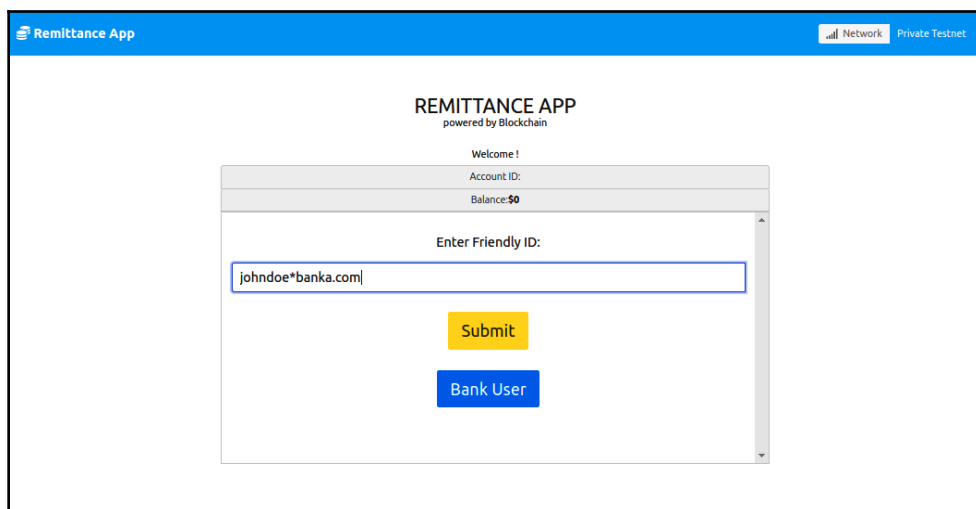 Remittance App
Network Private Testnet
REMITTANCE APP
powered by Blockchain
Welcome !
Account ID:
Balance:$0
Enter Friendly ID:
johndoe*banka.com
Submit
Bank User